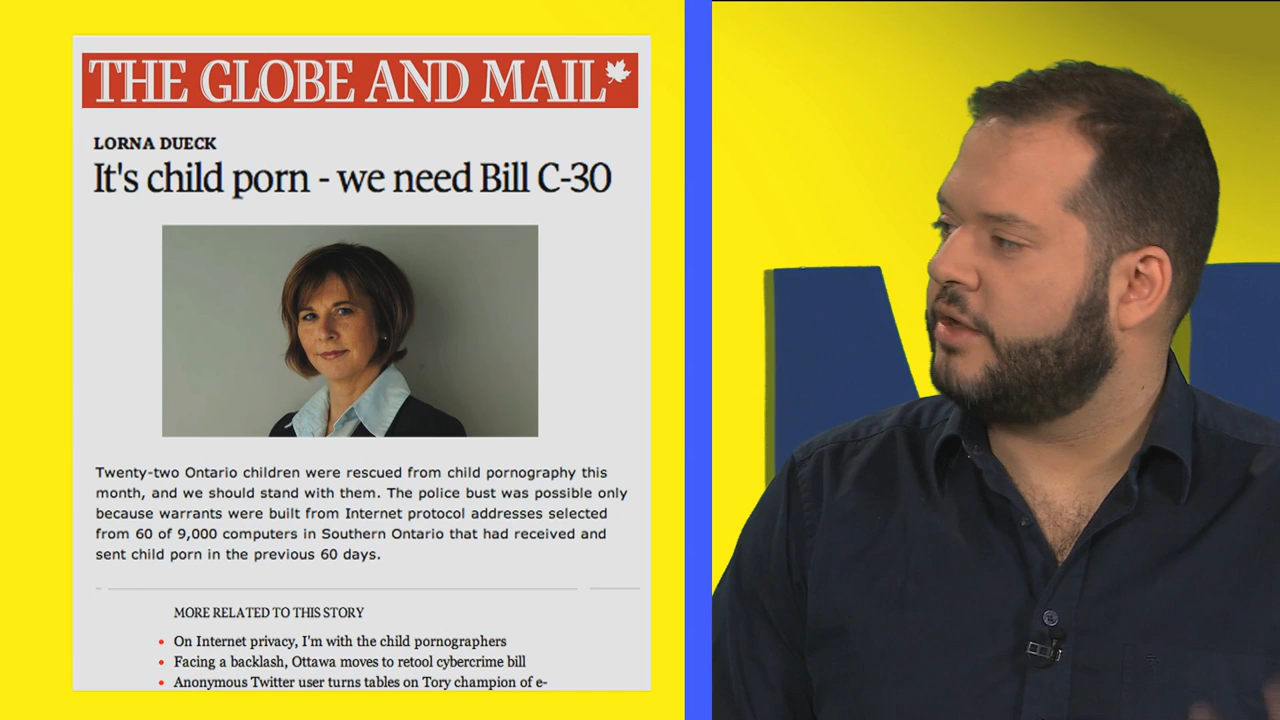 THE GLOBE AND MAIL
LORNA DUECK
It's child porn - we need Bill C-30
Twenty-two Ontario children were rescued from child pornography this
month, and we should stand with them. The police bust was possible only
because warrants were built from Internet protocol addresses selected
from 60 of 9,000 computers in Southern Ontario that had received and
sent child porn in the previous 60 days.
MORE RELATED TO THIS STORY
• On Internet privacy, I'm with the child pornographers
• Facing a backlash, Ottawa moves to retool cybercrime bill
• Anonymous Twitter user turns tables on Tory champion of e-